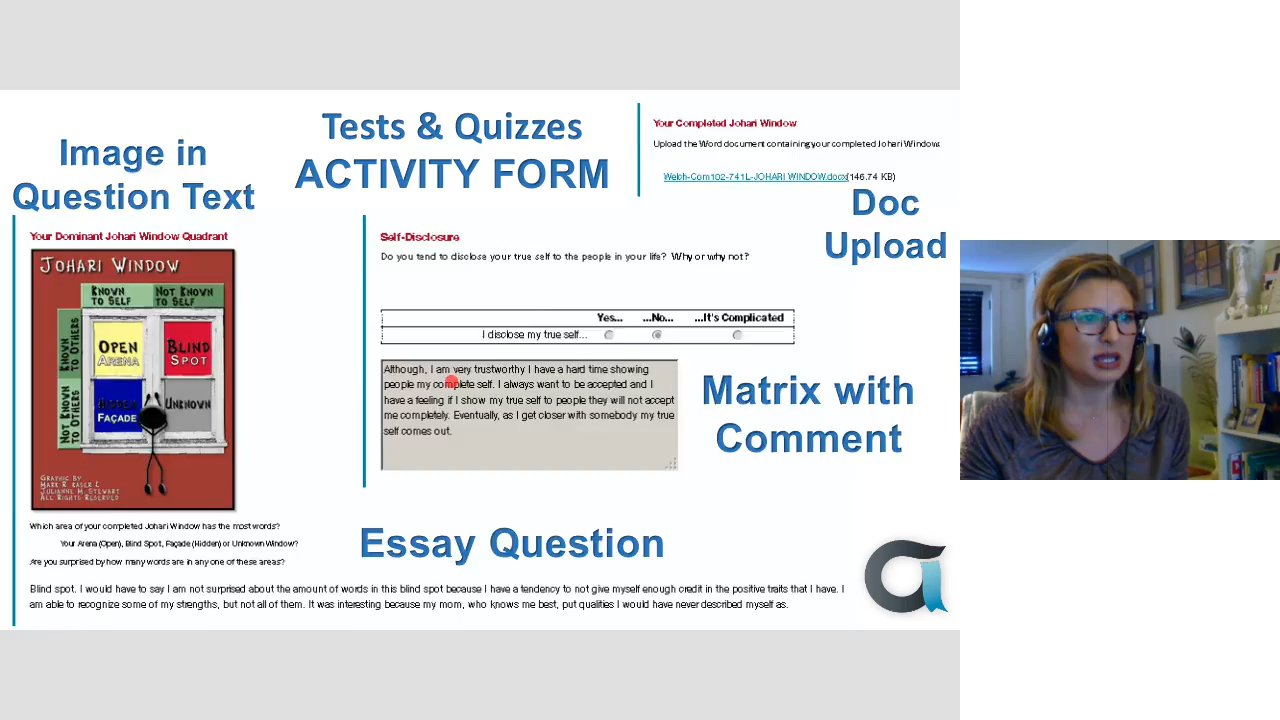 Tests & Quizzes
ACTIVITY FORM
Image in
Question Text
Your Completed Johari Window
Upload the Word document containing your completed Johari Window.
Welch-Com102-741L-JOHARI WINDOW.docx(146.74 KB)
Doc
Upload
Your Dominant Johari Window Quadrant
JOHARI WINDOW
KNOWN
TO SELF
NOT KNOWN
TO SELF
KNOWN
TO OTHERS
NOT KNOWN
TO OTHERS
OPEN
ARENA
BLIND
SPOT
HIDDEN
FAÇADE
UNKNOWN
GRAPHIC BY
MARK R. KASER &
JULIANNE M. STEWART
ALL RIGHTS RESERVED
Self-Disclosure
Do you tend to disclose your true self to the people in your life? Why or why not?
Yes... ...No... ...It's Complicated
I disclose my true self...
Although, I am very trustworthy I have a hard time showing
people my complete self. I always want to be accepted and I
have a feeling if I show my true self to people they will not accept
me completely. Eventually, as I get closer with somebody my true
self comes out.
Matrix with
Comment
Essay Question
Which area of your completed Johari Window has the most words?
Your Arena (Open), Blind Spot, Façade (Hidden) or Unknown Window?
Are you surprised by how many words are in any one of these areas?
Blind spot. I would have to say I am not surprised about the amount of words in this blind spot because I have a tendency to not give myself enough credit in the positive traits that I have. I
am able to recognize some of my strengths, but not all of them. It was interesting because my mom, who knows me best, put qualities I would have never described myself as.